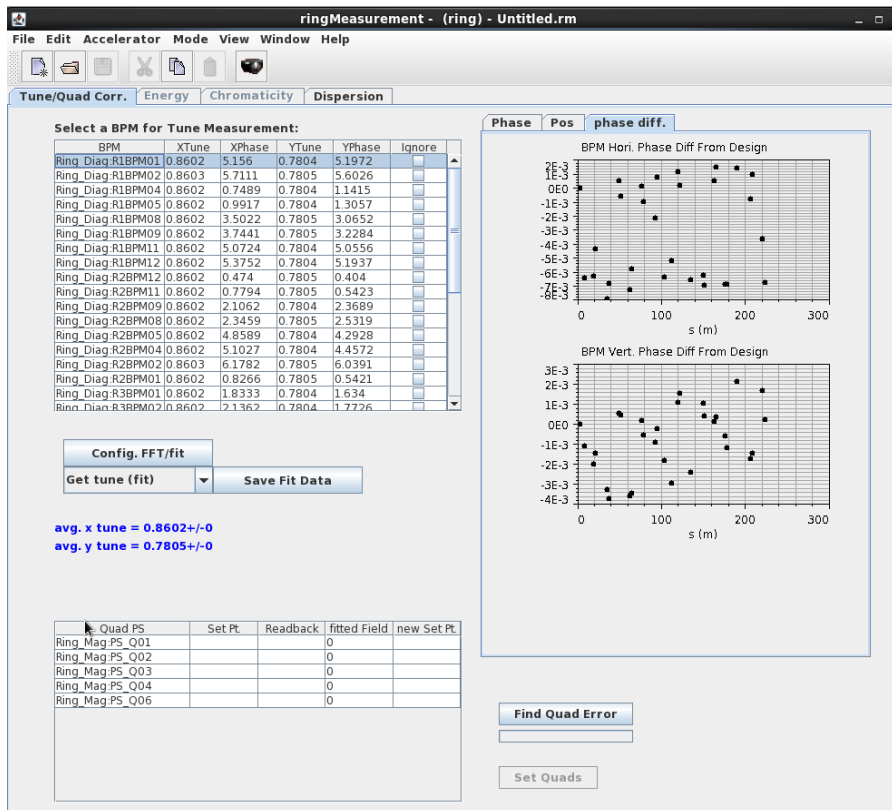 ringMeasurement -  (ring) - Untitled.rm
File Edit Accelerator Mode View Window Help
Tune/Quad Corr. Energy Chromaticity Dispersion
Select a BPM for Tune Measurement:
BPM XTune XPhase YTune YPhase Ignore
Ring_Diag:R1BPM01 0.8602 5.156 0.7804 5.1972
Ring_Diag:R1BPM02 0.8603 5.7111 0.7805 5.6026
Ring_Diag:R1BPM04 0.8602 0.7489 0.7804 1.1415
Ring_Diag:R1BPM05 0.8602 0.9917 0.7804 1.3057
Ring_Diag:R1BPM08 0.8602 3.5022 0.7805 3.0652
Ring_Diag:R1BPM09 0.8602 3.7441 0.7805 3.2284
Ring_Diag:R1BPM11 0.8602 5.0724 0.7804 5.0556
Ring_Diag:R1BPM12 0.8602 5.3752 0.7804 5.1937
Ring_Diag:R2BPM12 0.8602 0.474 0.7805 0.404
Ring_Diag:R2BPM11 0.8602 0.7794 0.7805 0.5423
Ring_Diag:R2BPM09 0.8602 2.1062 0.7804 2.3689
Ring_Diag:R2BPM08 0.8602 2.3459 0.7805 2.5319
Ring_Diag:R2BPM05 0.8602 4.8589 0.7804 4.2928
Ring_Diag:R2BPM04 0.8602 5.1027 0.7804 4.4572
Ring_Diag:R2BPM02 0.8603 6.1782 0.7805 6.0391
Ring_Diag:R2BPM01 0.8602 0.8266 0.7805 0.5421
Ring_Diag:R3BPM01 0.8602 1.8333 0.7804 1.634
Ring_Diag:R3BPM02 0.8602 2.1362 0.7804 1.7726
Config. FFT/fit
Get tune (fit) Save Fit Data
avg. x tune = 0.8602+/-0
avg. y tune = 0.7805+/-0
Quad PS Set Pt. Readback fitted Field new Set Pt.
Ring_Mag:PS_Q01 0
Ring_Mag:PS_Q02 0
Ring_Mag:PS_Q03 0
Ring_Mag:PS_Q04 0
Ring_Mag:PS_Q06 0
Phase Pos phase diff.
BPM Hori. Phase Diff From Design
2E-3
1E-3
0E0
-1E-3
-2E-3
-3E-3
-4E-3
-5E-3
-6E-3
-7E-3
-8E-3
0 100 200 300
s (m)
BPM Vert. Phase Diff From Design
3E-3
2E-3
1E-3
0E0
-1E-3
-2E-3
-3E-3
-4E-3
0 100 200 300
s (m)
Find Quad Error
Set Quads